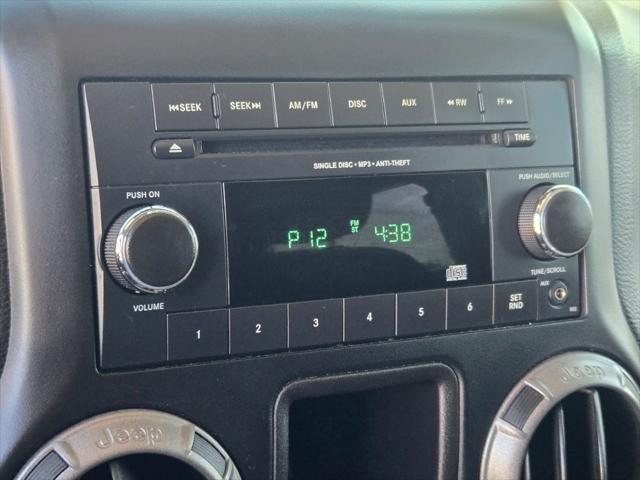 SEEK
SEEK
AM/FM
DISC
AUX
RW
FF
TIME
SINGLE DISC • MP3 • ANTI-THEFT
PUSH ON
PUSH AUDIO/SELECT
P12
FM
ST
4:38
VOLUME
TUNE/SCROLL
AUX
1
2
3
4
5
6
SET
RND
Jeep
Jeep